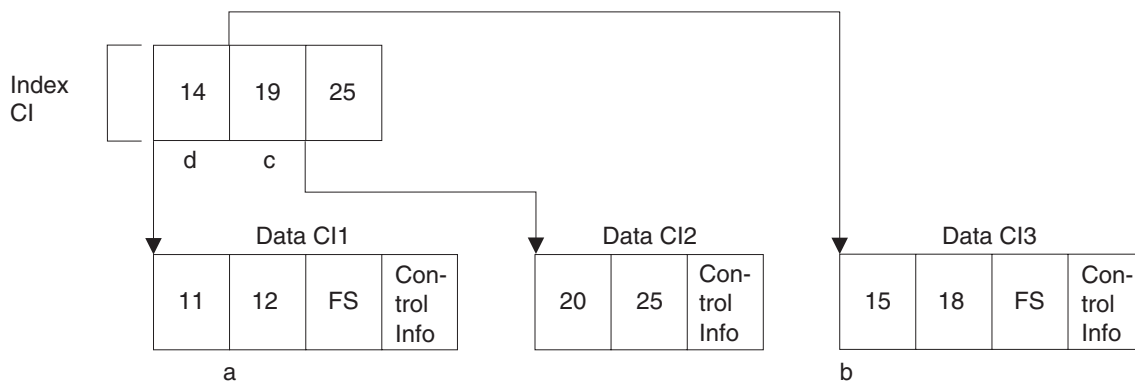 Index
CI
14 19 25
d c
Data CI1
Data CI2
Data CI3
11 12 FS Con-
trol
Info
20 25 Con-
trol
Info
15 18 FS Con-
trol
Info
a
b